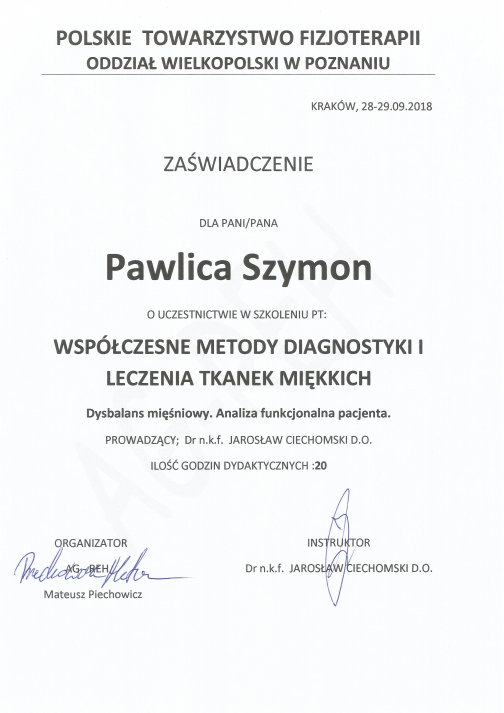 POLSKIE TOWARZYSTWO FIZJOTERAPII
ODDZIAŁ WIELKOPOLSKI W POZNANIU
KRAKÓW, 28-29.09.2018
ZAŚWIADCZENIE
DLA PANI/PANA
Pawlica Szymon
O UCZESTNICTWIE W SZKOLENIU PT:
WSPÓŁCZESNE METODY DIAGNOSTYKI I
LECZENIA TKANEK MIĘKKICH
Dysbalans mięśniowy. Analiza funkcjonalna pacjenta.
PROWADZĄCY; Dr n.k.f. JAROSŁAW CIECHOMSKI D.O.
ILOŚĆ GODZIN DYDAKTYCZNYCH :20
ORGANIZATOR
AG- REH
Mateusz Piechowicz
INSTRUKTOR
Dr n.k.f. JAROSŁAW CIECHOMSKI D.O.